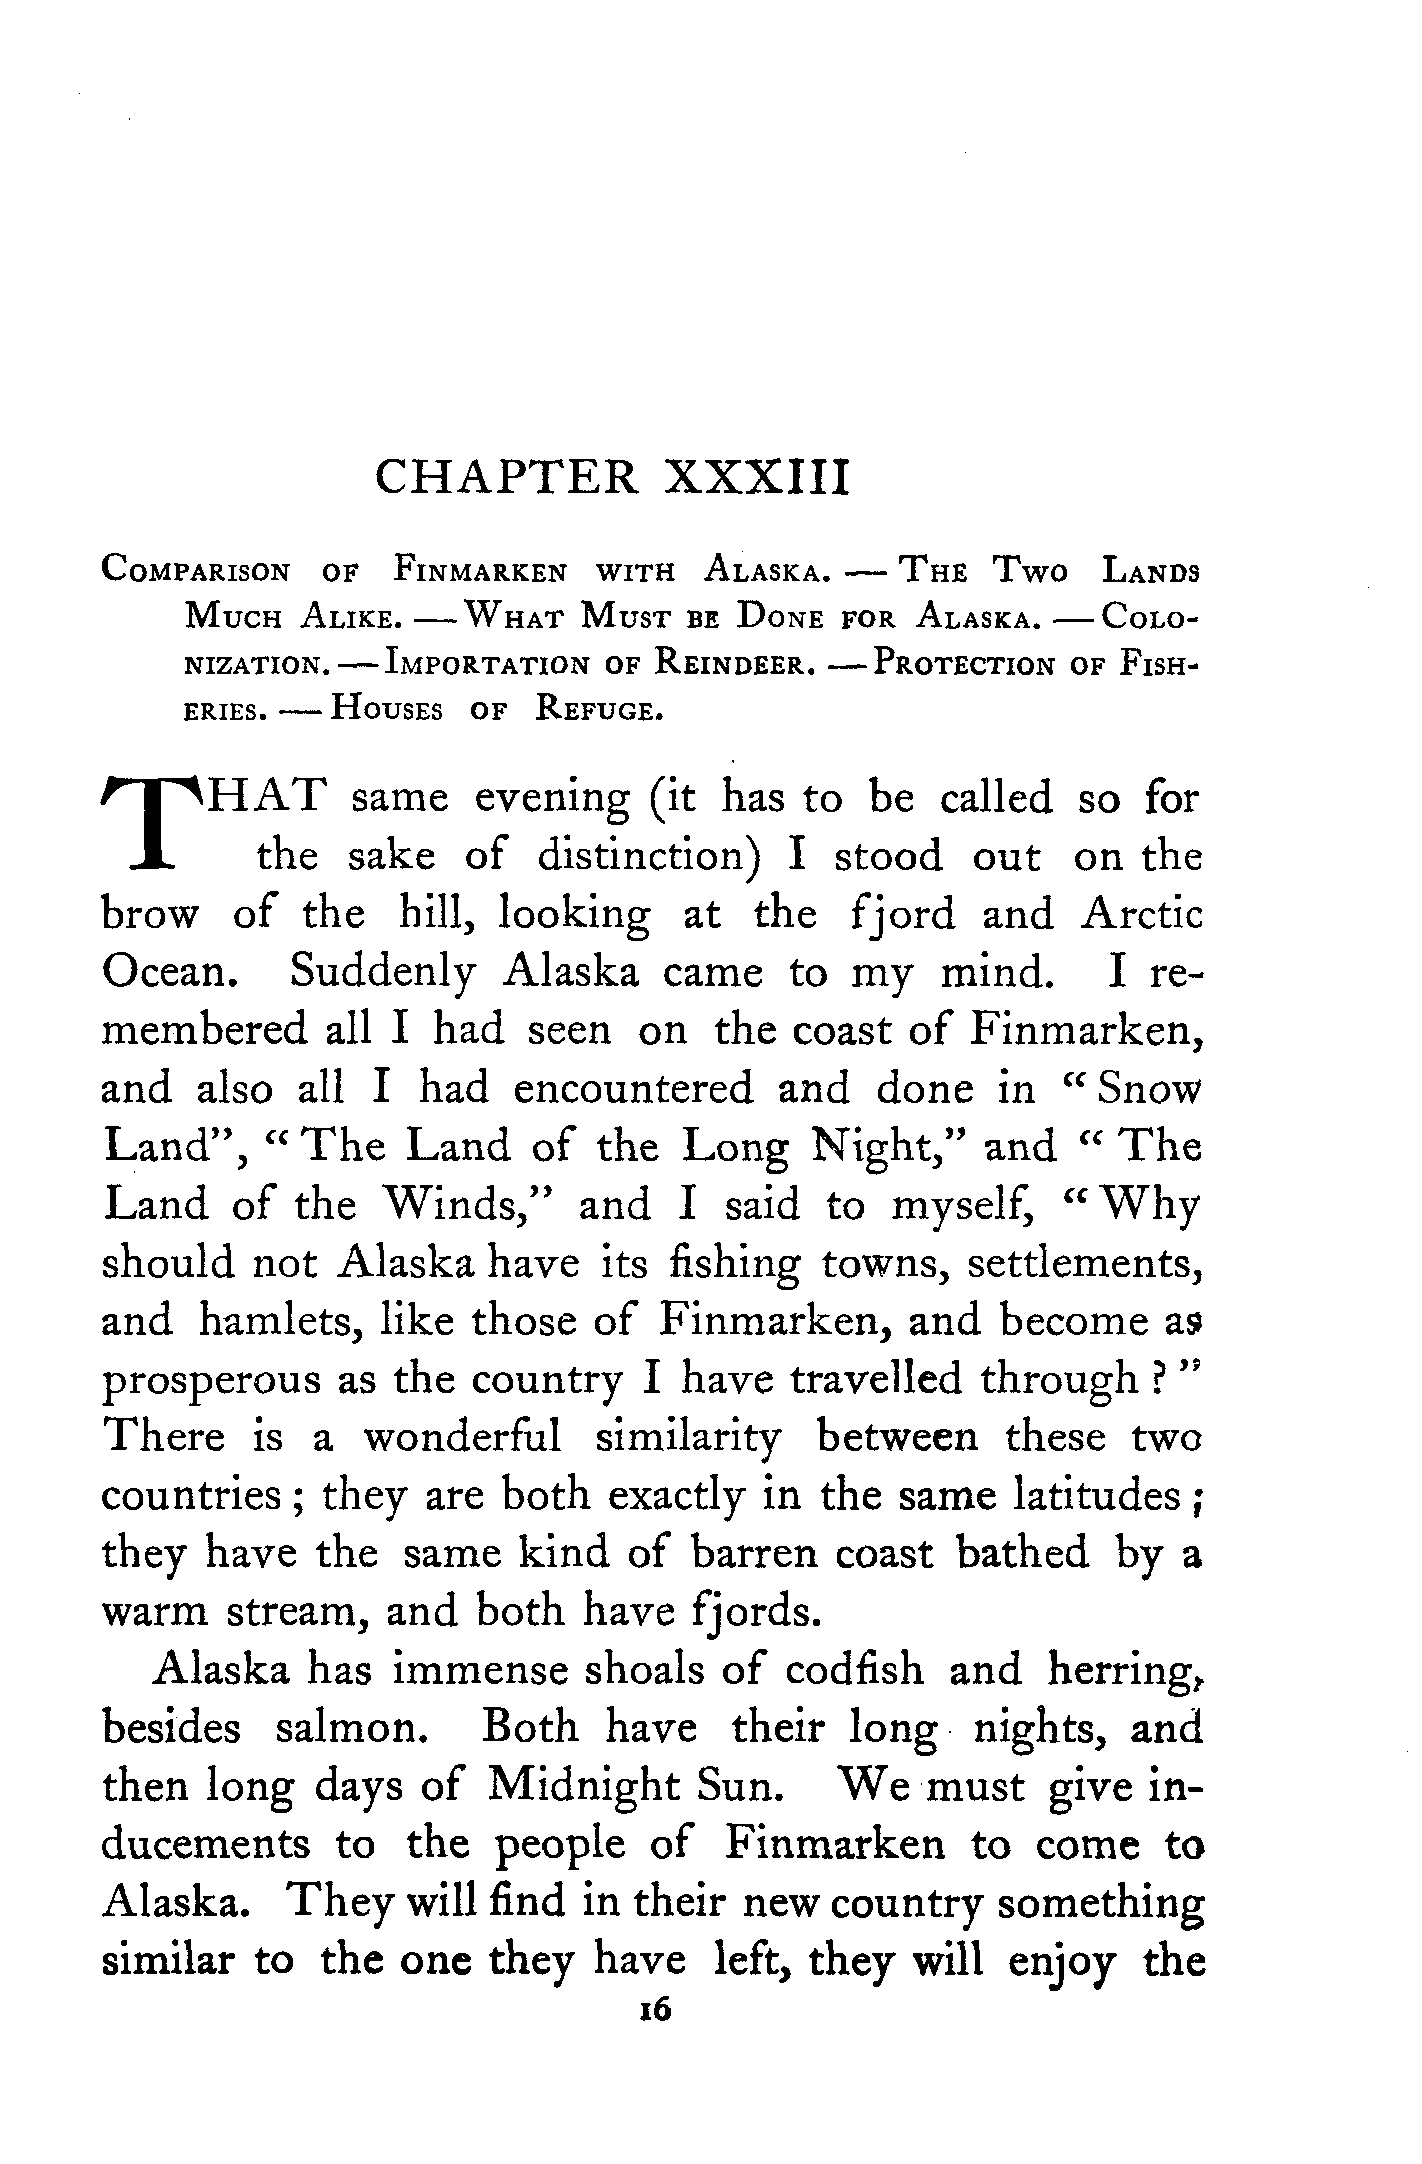 CHAPTER XXXIII
Comparison of Finmarken with Alaska. — The Two Lands
Much Alike. — What Must be Done for Alaska. — Colo-
nization. — Importation of Reindeer. — Protection of Fish-
eries. — Houses of Refuge.
THAT same evening (it has to be called so for
the sake of distinction) I stood out on the
brow of the hill, looking at the fjord and Arctic
Ocean. Suddenly Alaska came to my mind. I re-
membered all I had seen on the coast of Finmarken,
and also all I had encountered and done in “ Snow
Land”, “ The Land of the Long Night,” and “ The
Land of the Winds,” and I said to myself, “ Why
should not Alaska have its fishing towns, settlements,
and hamlets, like those of Finmarken, and become as
prosperous as the country I have travelled through ? ”
There is a wonderful similarity between these two
countries ; they are both exactly in the same latitudes ;
they have the same kind of barren coast bathed by a
warm stream, and both have fjords.
Alaska has immense shoals of codfish and herring,
besides salmon. Both have their long nights, and
then long days of Midnight Sun. We must give in-
ducements to the people of Finmarken to come to
Alaska. They will find in their new country something
similar to the one they have left, they will enjoy the
16